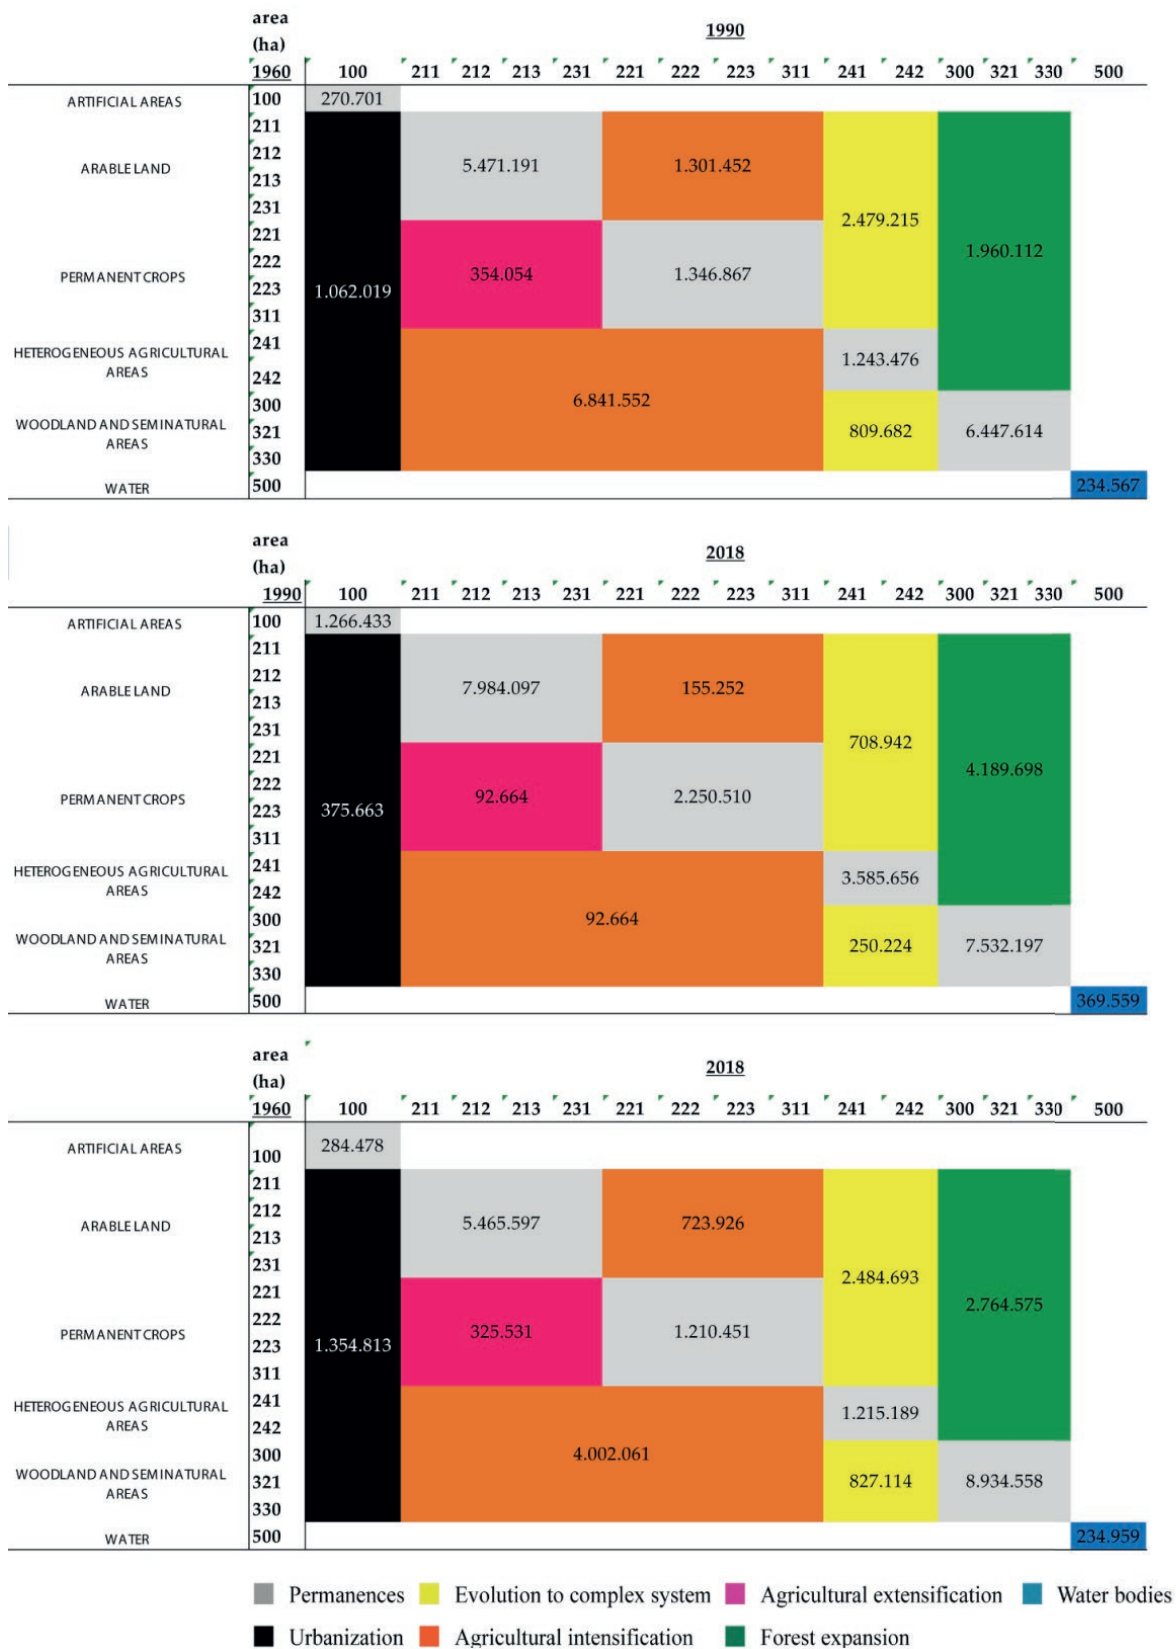 area
(ha)
1990
1960 100 211 212 213 231 221 222 223 311 241 242 300 321 330 500
ARTIFICIAL AREAS 100 270.701
211
212
ARABLE LAND 5.471.191 1.301.452
213
231
2.479.215
221
222 1.960.112
PERMANENT CROPS 354.054 1.346.867
223 1.062.019
311
241
HETEROGENEOUS AGRICULTURAL
AREAS 1.243.476
242
300 6.841.552
WOODLAND AND SEMINATURAL
AREAS 321 809.682 6.447.614
330
WATER 500 234.567
area
(ha)
2018
1990 100 211 212 213 231 221 222 223 311 241 242 300 321 330 500
ARTIFICIAL AREAS 100 1.266.433
211
212
ARABLE LAND 7.984.097 155.252
213
231
708.942
221
4.189.698
222
PERMANENT CROPS 375.663 92.664 2.250.510
223
311
241
HETEROGENEOUS AGRICULTURAL
AREAS 3.585.656
242
300 92.664
WOODLAND AND SEMINATURAL
AREAS 321 250.224 7.532.197
330
WATER 500 369.559
area
(ha)
2018
1960 100 211 212 213 231 221 222 223 311 241 242 300 321 330 500
ARTIFICIAL AREAS 284.478
100
211
212
ARABLE LAND 5.465.597 723.926
213
231
2.484.693
221
2.764.575
222
PERMANENT CROPS 325.531 1.210.451
223 1.354.813
311
241
HETEROGENEOUS AGRICULTURAL
AREAS 1.215.189
242
300 4.002.061
WOODLAND AND SEMINATURAL
AREAS 321 827.114 8.934.558
330
WATER 500 234.959
Permanences Evolution to complex system Agricultural extensification Water bodies
Urbanization Agricultural intensification Forest expansion